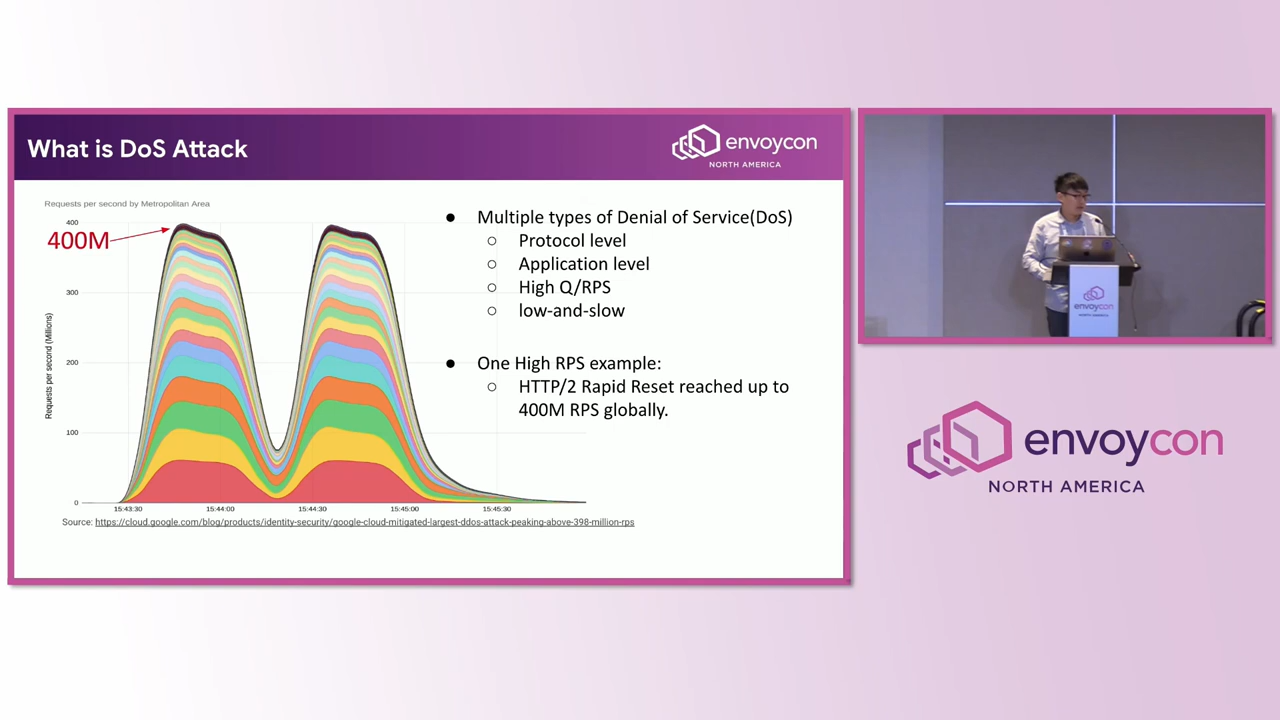 What is DoS Attack
envoycon
NORTH AMERICA
Requests per second by Metropolitan Area
400M
Requests per second (Millions)
400
300
200
100
0
15:43:30
15:44:00
15:44:30
15:45:00
15:45:30
Source: https://cloud.google.com/blog/products/identity-security/google-cloud-mitigated-largest-ddos-attack-peaking-above-398-million-rps
● Multiple types of Denial of Service(DoS)
○ Protocol level
○ Application level
○ High Q/RPS
○ low-and-slow
● One High RPS example:
○ HTTP/2 Rapid Reset reached up to
400M RPS globally.
envoycon
NORTH AMERICA
envoycon
NORTH AMERICA